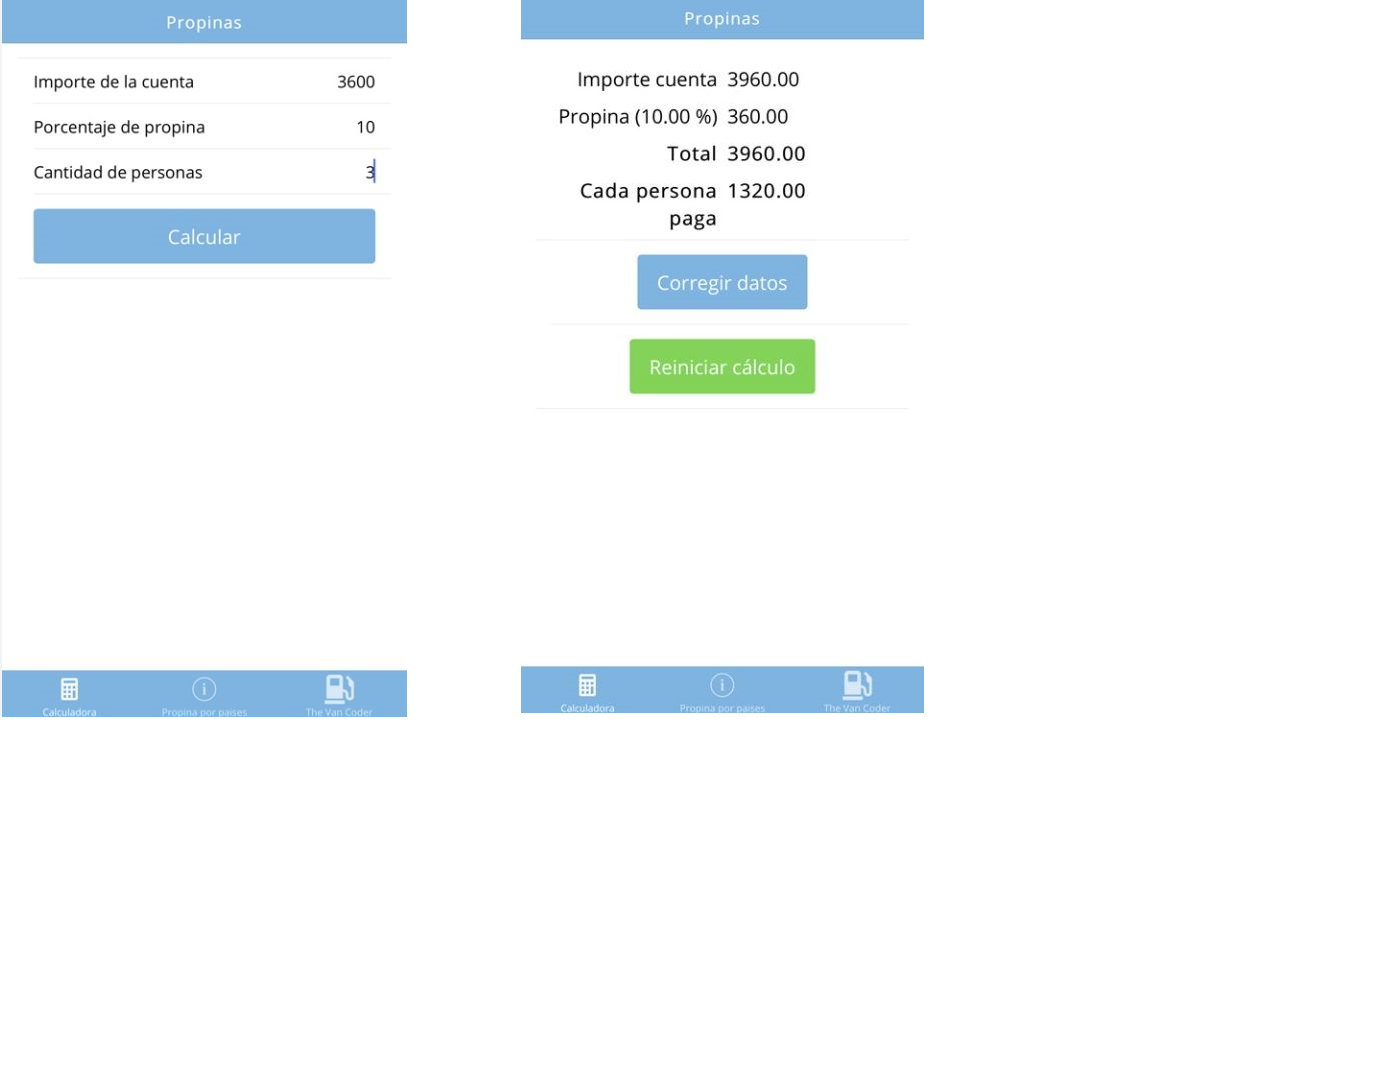 Propinas
Importe de la cuenta 3600
Porcentaje de propina 10
Cantidad de personas 3
Calcular
Calculadora Propina por paises The Van Coder
Propinas
Importe cuenta 3960.00
Propina (10.00 %) 360.00
Total 3960.00
Cada persona 1320.00
paga
Corregir datos
Reiniciar cálculo
Calculadora Propina por paises The Van Coder